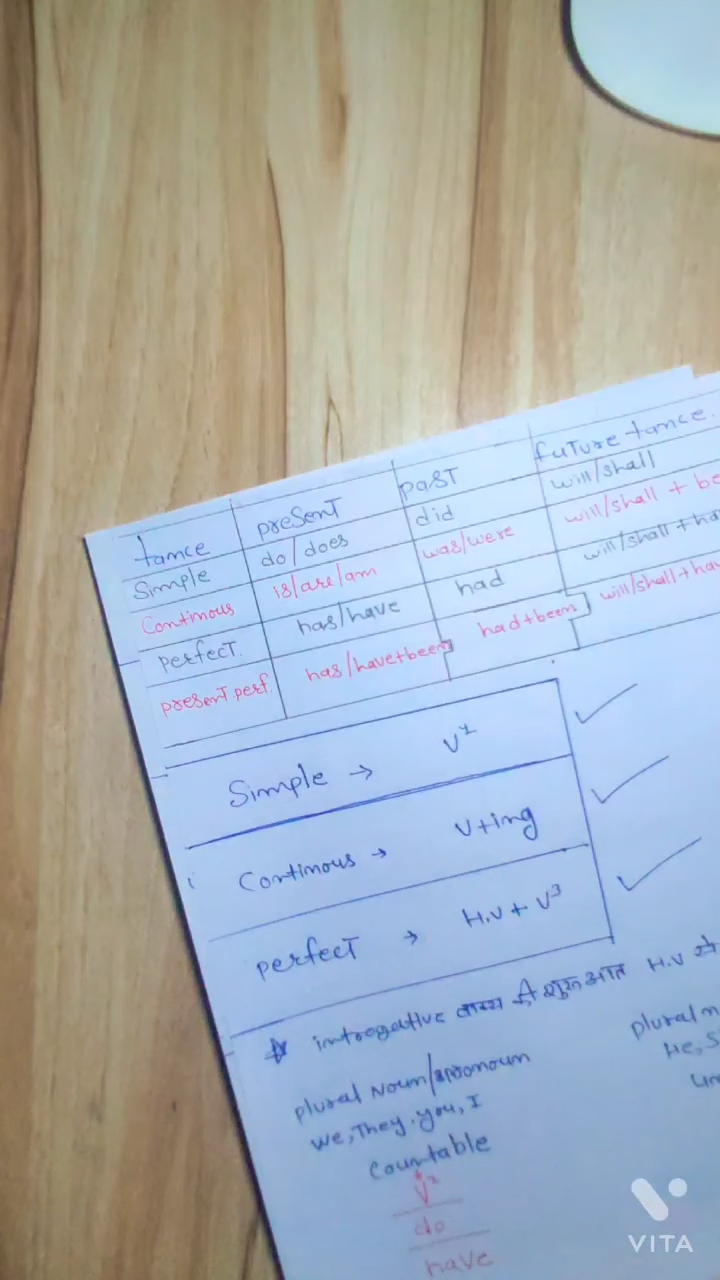 tance present past future tance.
Simple do/does did will/shall
Continous is/are/am was/were will/shall + be
perfect. has/have had will/shall + ha
present.perf. has/have+been had+been will/shall+hav
Simple → V¹
Continous → V+ing
perfect → H.V + V³
intregative वाक्य की शुरुआत H.V से
plural Noun/pronoun
We, They, you, I
Countable
do
have
plural n
He, S
un
VITA